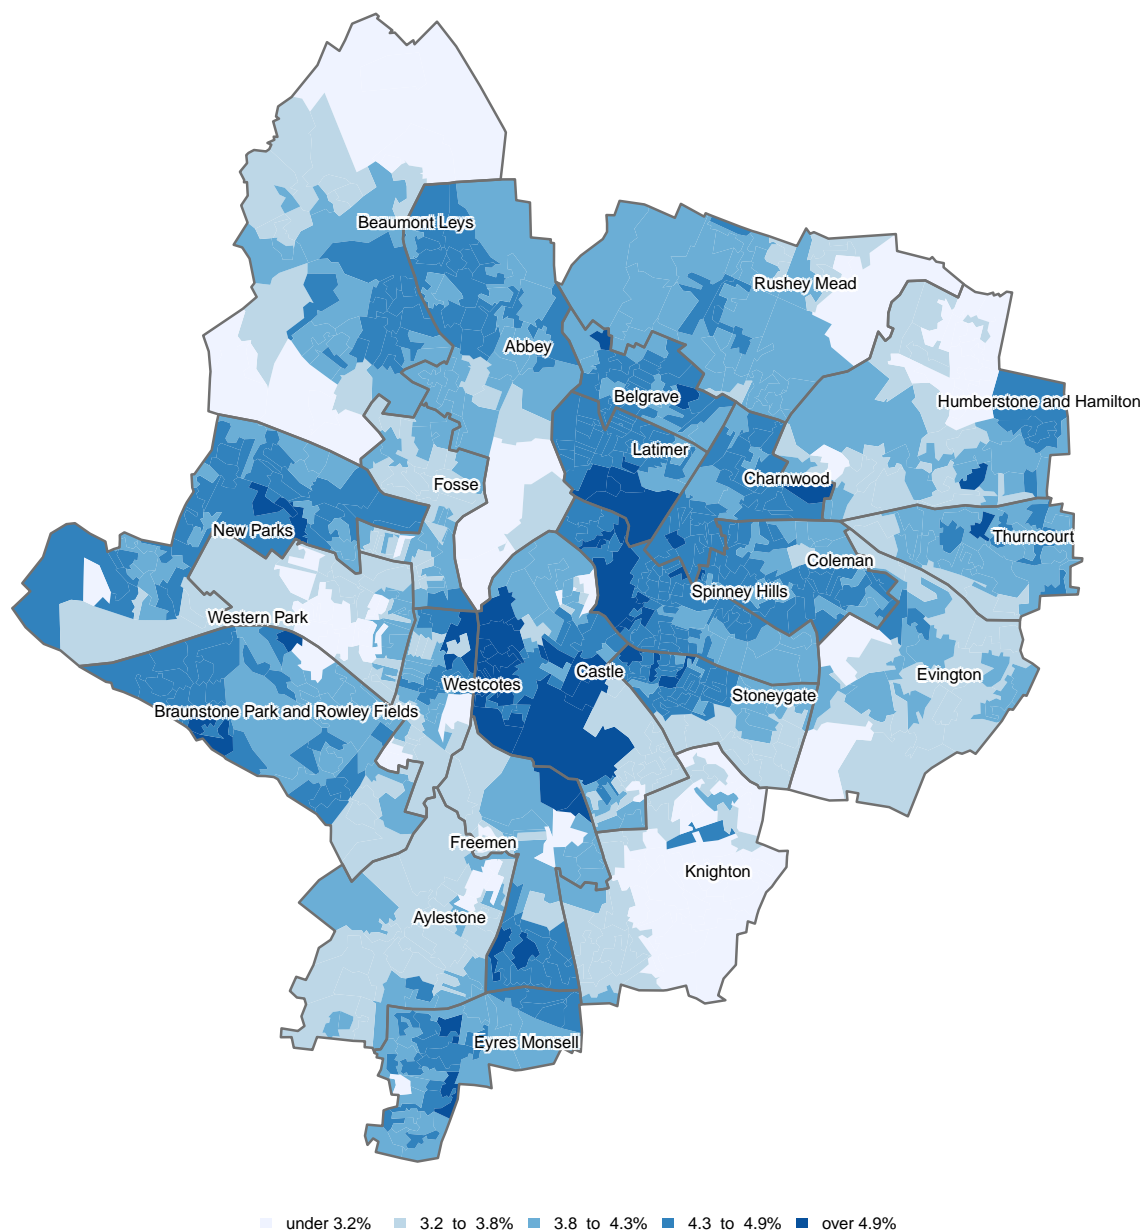 Beaumont Leys
Rushey Mead
Abbey
Belgrave
Humberstone and Hamilton
Latimer
Charnwood
Fosse
New Parks
Thurncourt
Coleman
Spinney Hills
Western Park
Castle
Evington
Westcotes
Stoneygate
Braunstone Park and Rowley Fields
Freemen
Knighton
Aylestone
Eyres Monsell
under 3.2% 3.2 to 3.8% 3.8 to 4.3% 4.3 to 4.9% over 4.9%